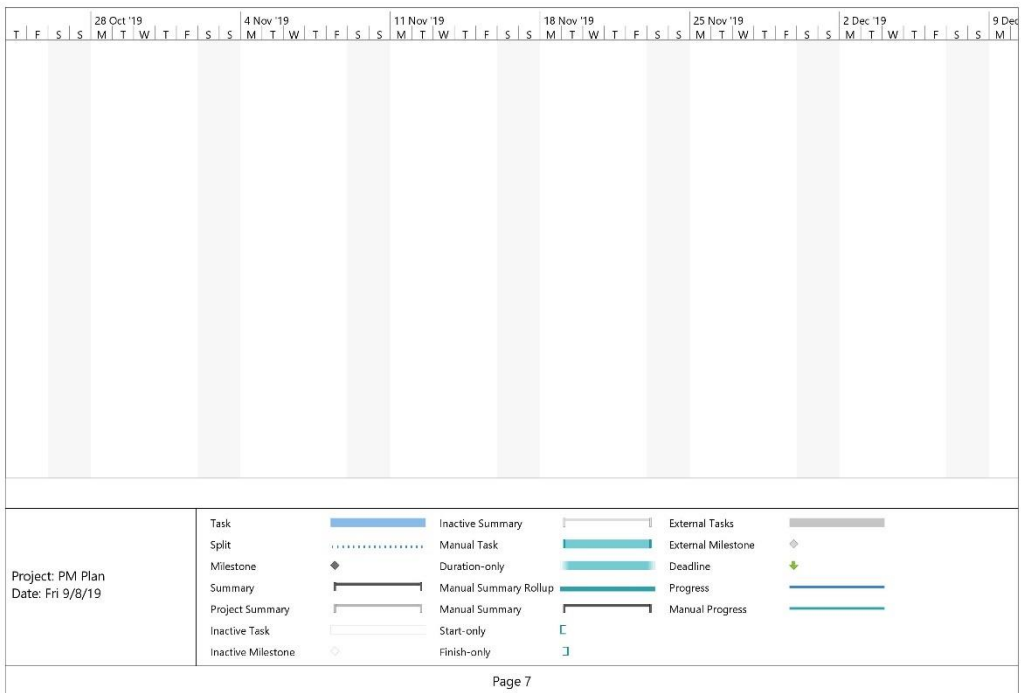 28 Oct '19 4 Nov '19 11 Nov '19 18 Nov '19 25 Nov '19 2 Dec '19 9 Dec
T F S S M T W T F S S M T W T F S S M T W T F S S M T W T F S S M T W T F S S M T W T F S S M
Project: PM Plan
Date: Fri 9/8/19
Task
Split
Milestone
Summary
Project Summary
Inactive Task
Inactive Milestone
Inactive Summary
Manual Task
Duration-only
Manual Summary Rollup
Manual Summary
Start-only
Finish-only
External Tasks
External Milestone
Deadline
Progress
Manual Progress
Page 7